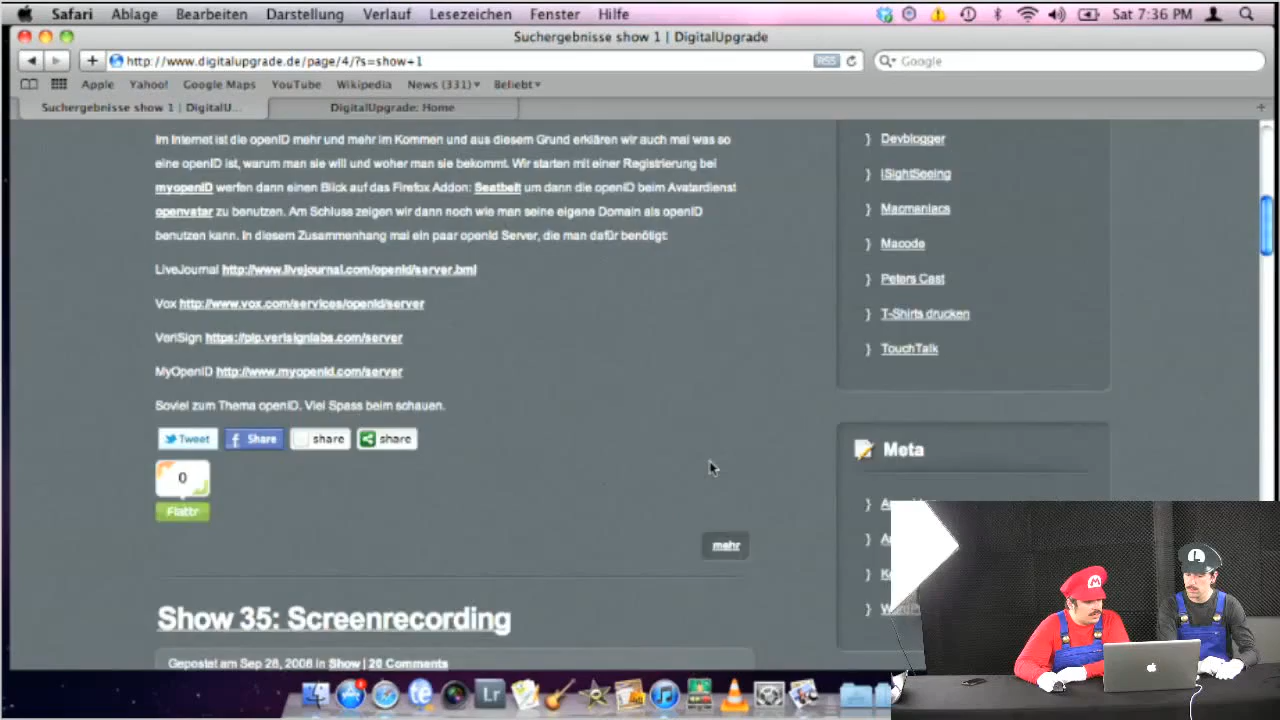 Safari Ablage Bearbeiten Darstellung Verlauf Lesezeichen Fenster Hilfe Sat 7:36 PM
Suchergebnisse show 1 | DigitalUpgrade
http://www.digitalupgrade.de/page/4/?s=show+1 RSS Google
Apple Yahoo! Google Maps YouTube Wikipedia News (331) Beliebt
Suchergebnisse show 1 | DigitalU... DigitalUpgrade: Home
Im Internet ist die openID mehr und mehr im Kommen und aus diesem Grund erklären wir auch mal was so
eine openID ist, warum man sie will und woher man sie bekommt. Wir starten mit einer Registrierung bei
myopenID werfen dann einen Blick auf das Firefox Addon: Seatbelt um dann die openID beim Avatardienst
openvatar zu benutzen. Am Schluss zeigen wir dann noch wie man seine eigene Domain als openID
benutzen kann. In diesem Zusammenhang mal ein paar openId Server, die man dafür benötigt:
LiveJournal http://www.livejournal.com/openid/server.bml
Vox http://www.vox.com/services/openid/server
VeriSign https://pip.verisignlabs.com/server
MyOpenID http://www.myopenid.com/server
Soviel zum Thema openID. Viel Spass beim schauen.
Tweet Share share share
0
Flattr
mehr
Show 35: Screenrecording
Gepostet am Sep 28, 2008 in Show | 20 Comments
Devblogger
iSightSeeing
Macmaniacs
Macode
Peters Cast
T-Shirts drucken
TouchTalk
Meta
M
L
te
Lr